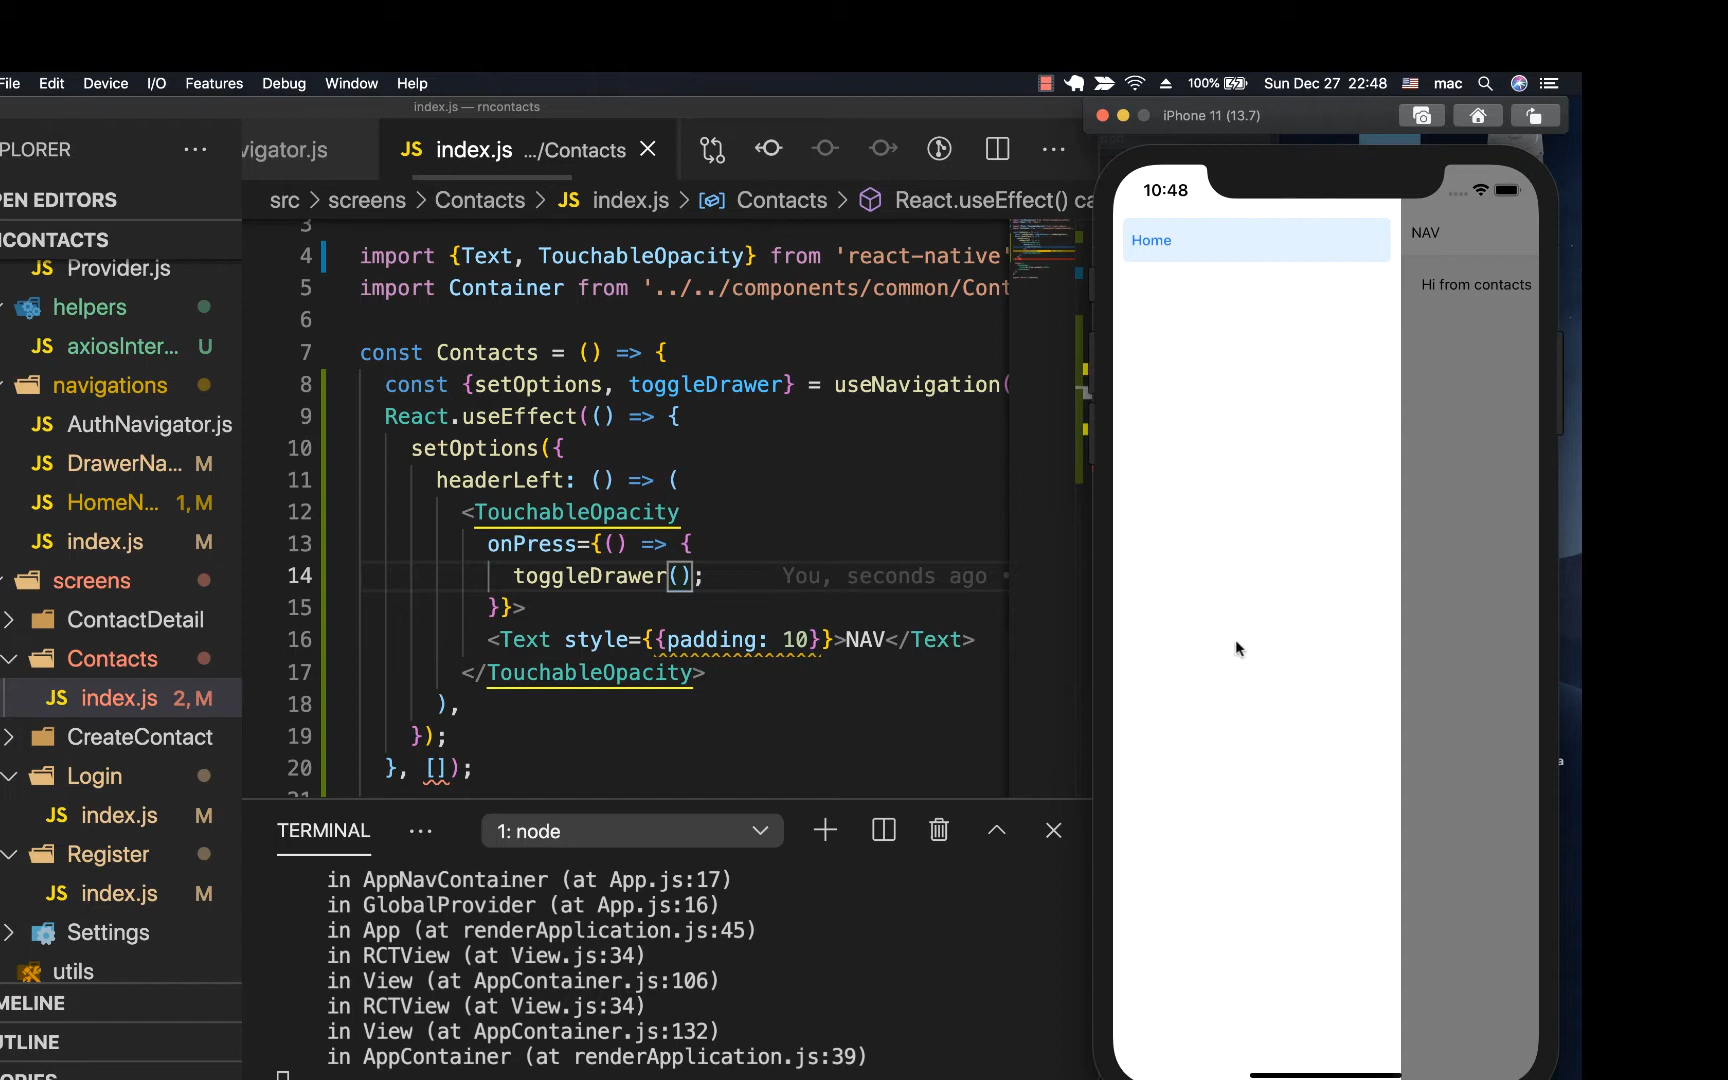 File Edit Device I/O Features Debug Window Help
100% Sun Dec 27 22:48 mac
index.js — rncontacts
iPhone 11 (13.7)
PLORER ...
vigator.js
JS index.js .../Contacts
PEN EDITORS
src > screens > Contacts > JS index.js > Contacts > React.useEffect() ca
NCONTACTS
JS Provider.js
helpers
JS axiosInter... U
navigations
JS AuthNavigator.js
JS DrawerNa... M
JS HomeN... 1, M
JS index.js M
screens
ContactDetail
Contacts
JS index.js 2, M
CreateContact
Login
JS index.js M
Register
JS index.js M
Settings
utils
MELINE
UTLINE
3
4 import {Text, TouchableOpacity} from 'react-native'
5 import Container from '../../components/common/Cont
6
7 const Contacts = () => {
8 const {setOptions, toggleDrawer} = useNavigation(
9 React.useEffect(() => {
10 setOptions({
11 headerLeft: () => (
12 <TouchableOpacity
13 onPress={() => {
14 toggleDrawer(); You, seconds ago •
15 }}>
16 <Text style={{padding: 10}}>NAV</Text>
17 </TouchableOpacity>
18 ),
19 });
20 }, []);
TERMINAL ... 1: node
in AppNavContainer (at App.js:17)
in GlobalProvider (at App.js:16)
in App (at renderApplication.js:45)
in RCTView (at View.js:34)
in View (at AppContainer.js:106)
in RCTView (at View.js:34)
in View (at AppContainer.js:132)
in AppContainer (at renderApplication.js:39)
10:48
Home
NAV
Hi from contacts